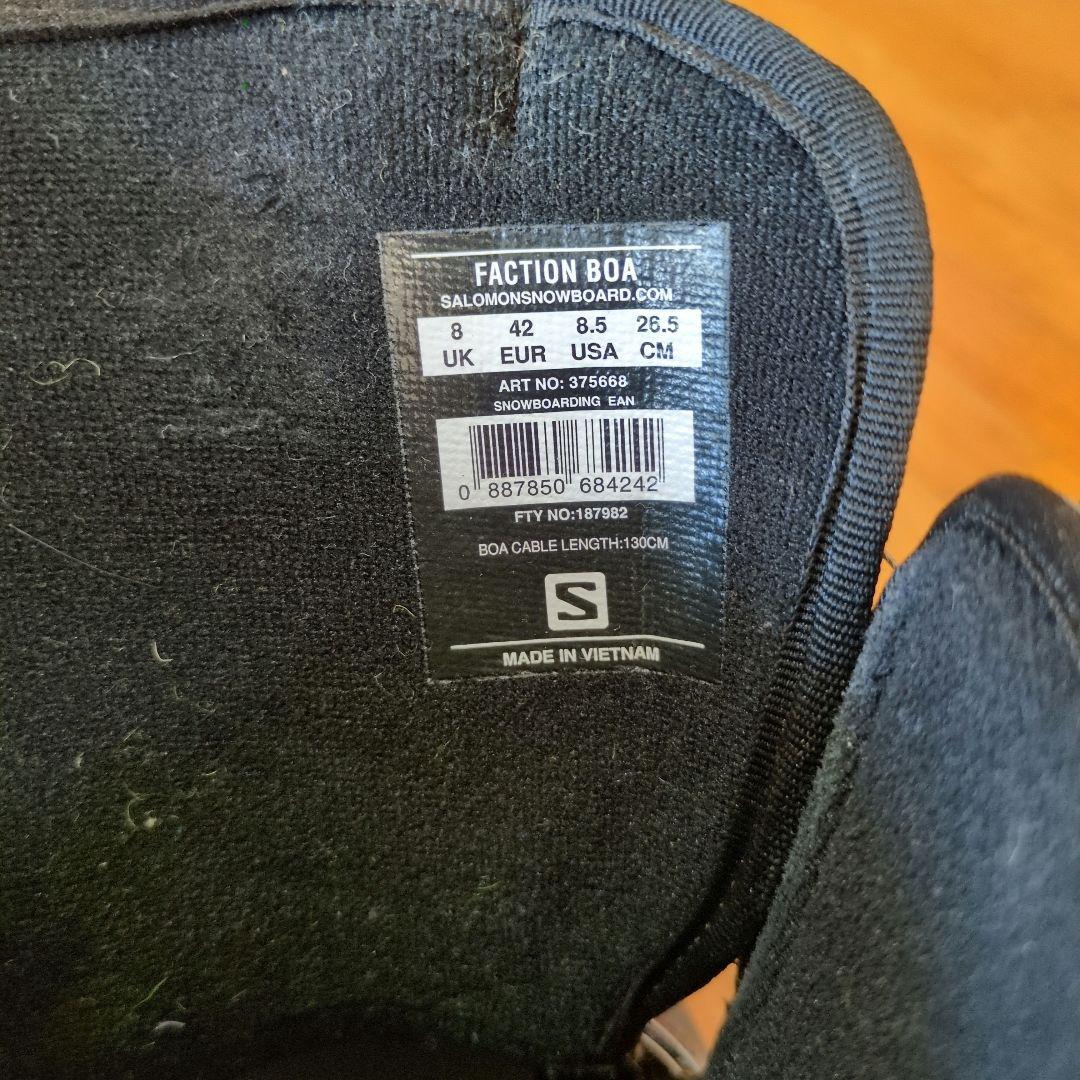 FACTION BOA
SALOMONSNOWBOARD.COM
8 42 8.5 26.5
UK EUR USA CM
ART NO: 375668
SNOWBOARDING EAN
0 887850 684242
FTY NO:187982
BOA CABLE LENGTH:130CM
S
MADE IN VIETNAM